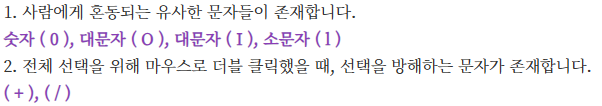 1. 사람에게 혼동되는 유사한 문자들이 존재합니다.
숫자 ( 0 ), 대문자 ( O ), 대문자 ( I ), 소문자 ( l )
2. 전체 선택을 위해 마우스로 더블 클릭했을 때, 선택을 방해하는 문자가 존재합니다.
( + ), ( / )